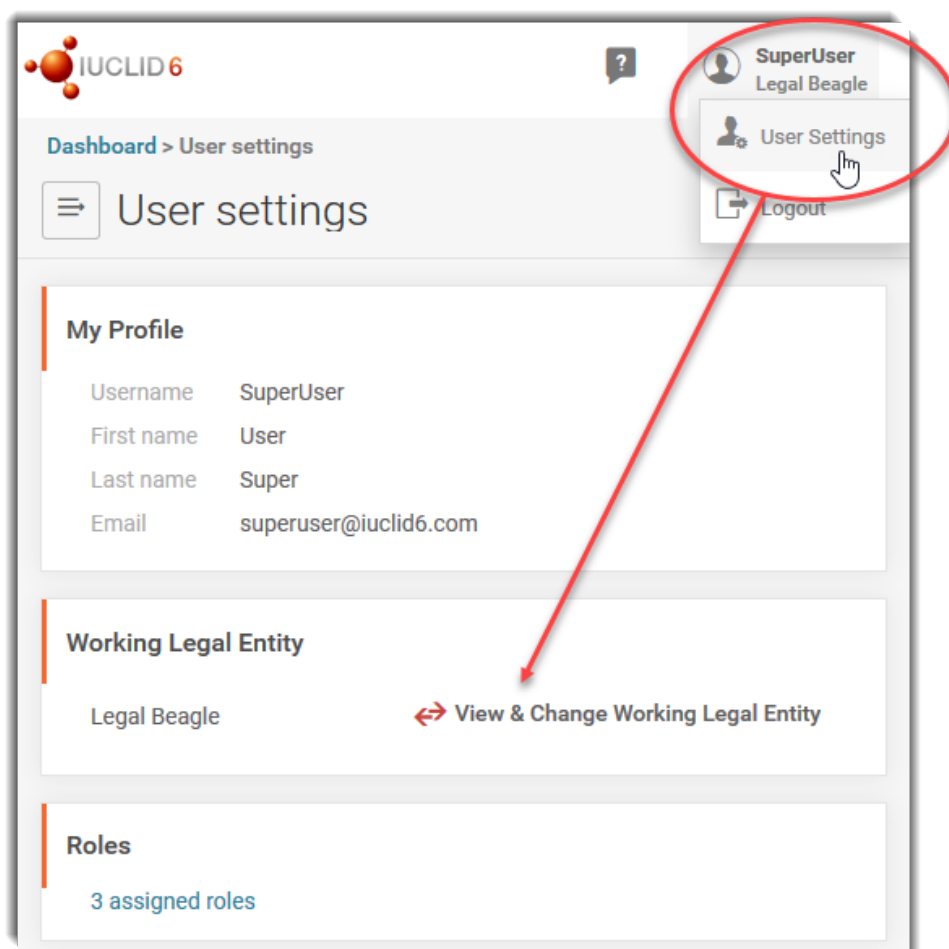 IUCLID 6
?
SuperUser
Legal Beagle
User Settings
Logout
Dashboard > User settings
User settings
My Profile
Username SuperUser
First name User
Last name Super
Email superuser@iuclid6.com
Working Legal Entity
Legal Beagle View & Change Working Legal Entity
Roles
3 assigned roles